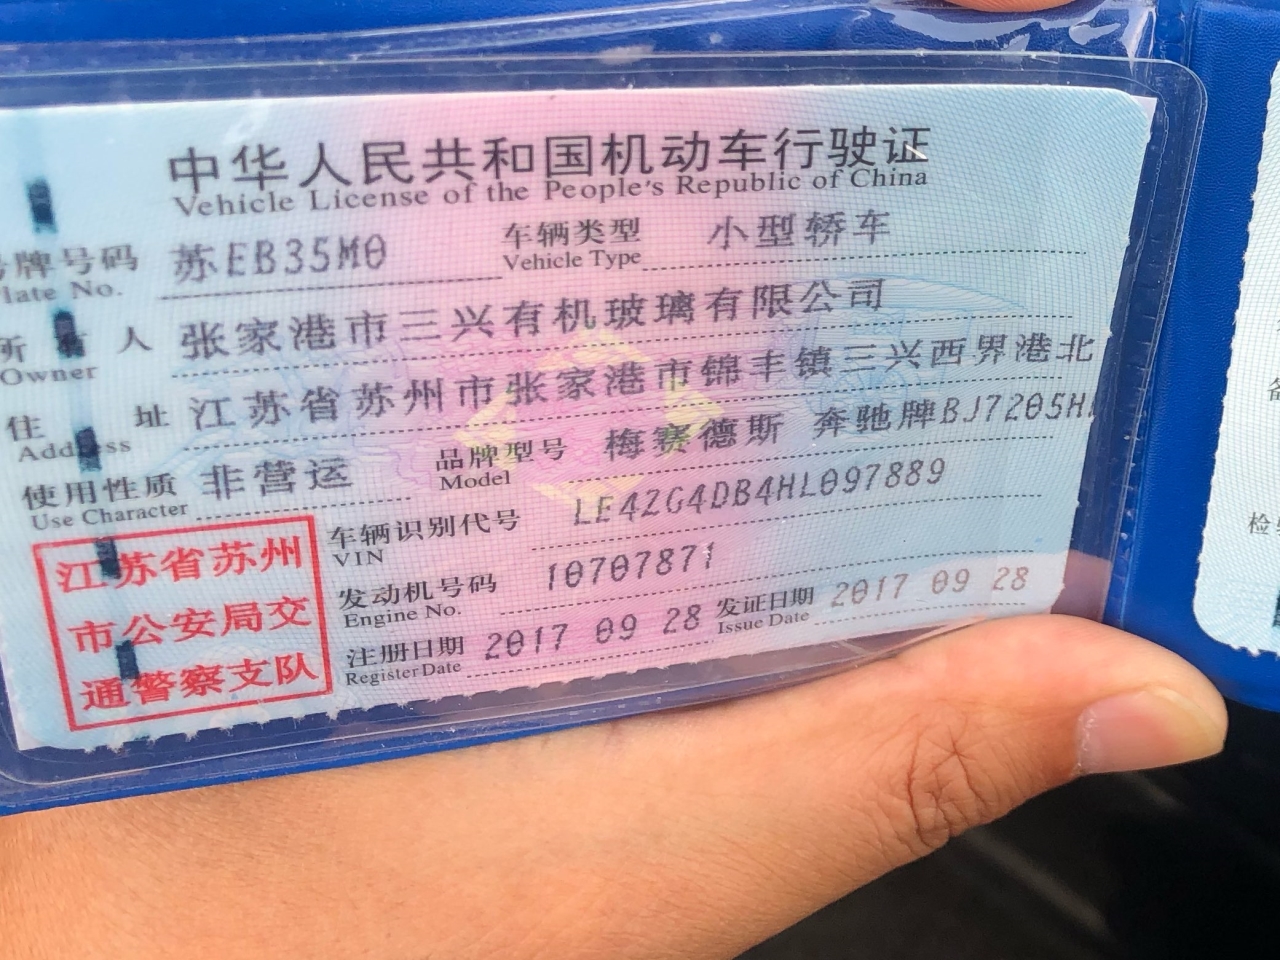 中华人民共和国机动车行驶证
Vehicle License of the People's Republic of China
号牌号码 苏EB35M0 车辆类型 小型轿车
Plate No. Vehicle Type
所 人 张家港市三兴有机玻璃有限公司
Owner
住 址 江苏省苏州市张家港市锦丰镇三兴西界港北
Address
使用性质 非营运 品牌型号 梅赛德斯 奔驰牌BJ7205H
Use Character Model
车辆识别代号 LE42G4DB4HL097889
VIN
发动机号码 10707871
Engine No.
注册日期 2017 09 28 发证日期 2017 09 28
Register Date Issue Date
江苏省苏州
市公安局交
通警察支队